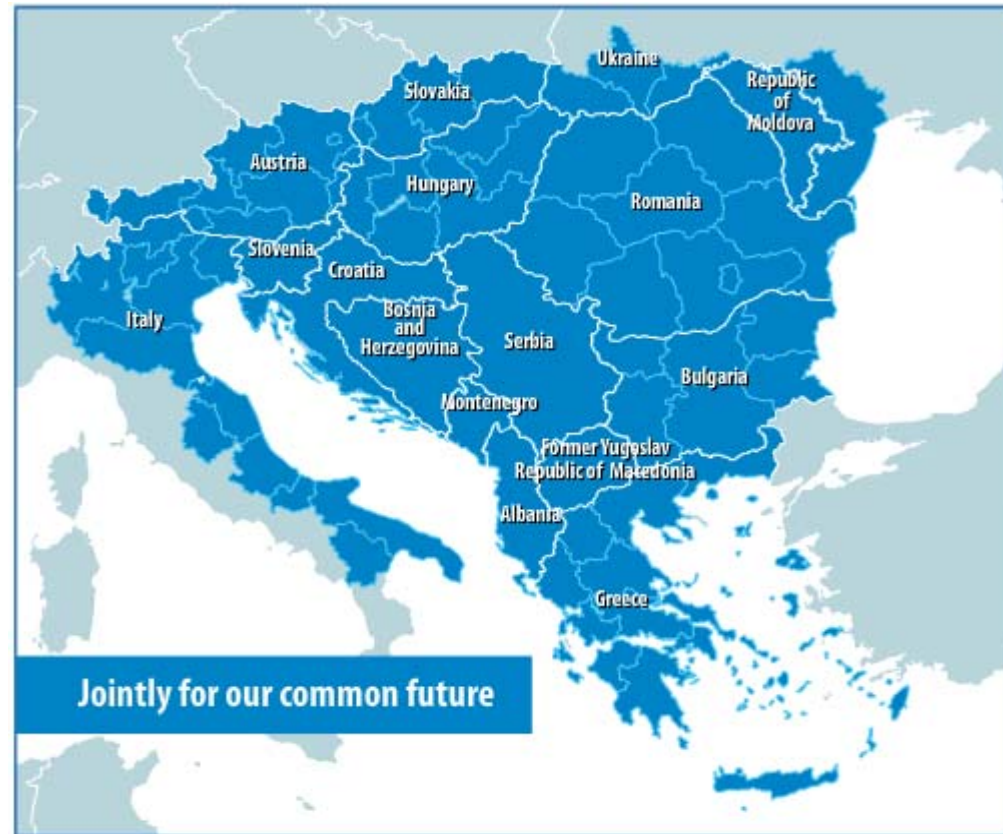 Ukraine
Slovakia
Republic
of
Moldova
Austria
Hungary
Romania
Slovenia
Croatia
Italy
Bosnia
and
Herzegovina
Serbia
Bulgaria
Montenegro
Former Yugoslav
Republic of Macedonia
Albania
Greece
Jointly for our common future